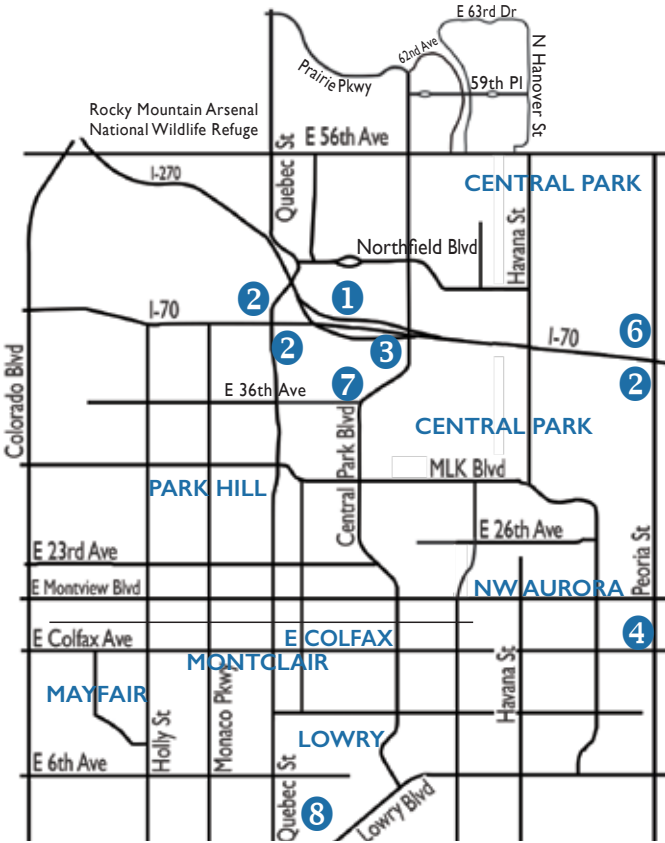 E 63rd Dr
62nd Ave
N Hanover St
Prairie Pkwy
59th Pl
Rocky Mountain Arsenal
National Wildlife Refuge
E 56th Ave
Quebec St
I-270
CENTRAL PARK
Havana St
Northfield Blvd
2
1
I-70
I-70
6
2
3
2
Colorado Blvd
7
E 36th Ave
Central Park Blvd
CENTRAL PARK
MLK Blvd
PARK HILL
E 26th Ave
Peoria St
E 23rd Ave
E Montview Blvd
NW AURORA
E Colfax Ave
E COLFAX
4
MONTCLAIR
MAYFAIR
Holly St
Monaco Pkwy
Havana St
LOWRY
E 6th Ave
Quebec St
8
Lowry Blvd